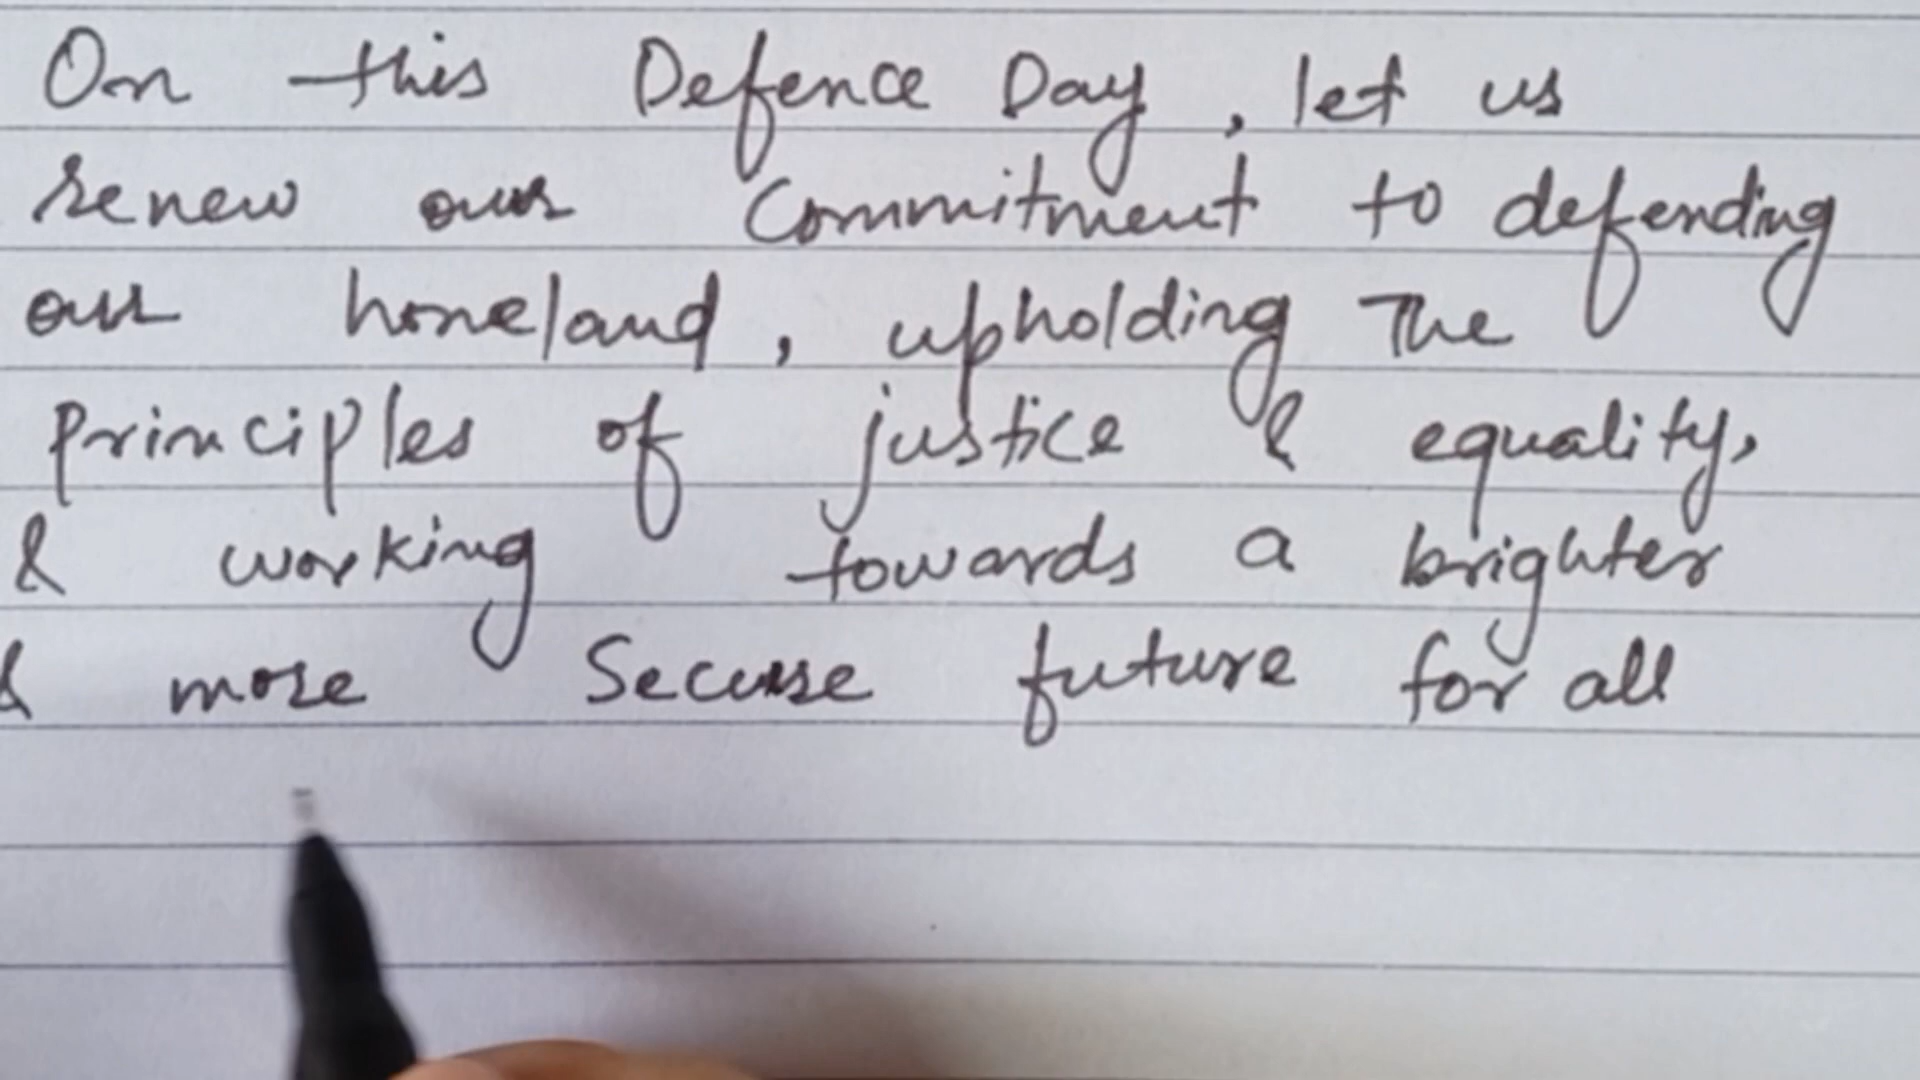 On this Defence Day, let us
renew our Commitment to defending
our homeland, upholding The
principles of justice & equality,
& working towards a brighter
& more Secure future for all